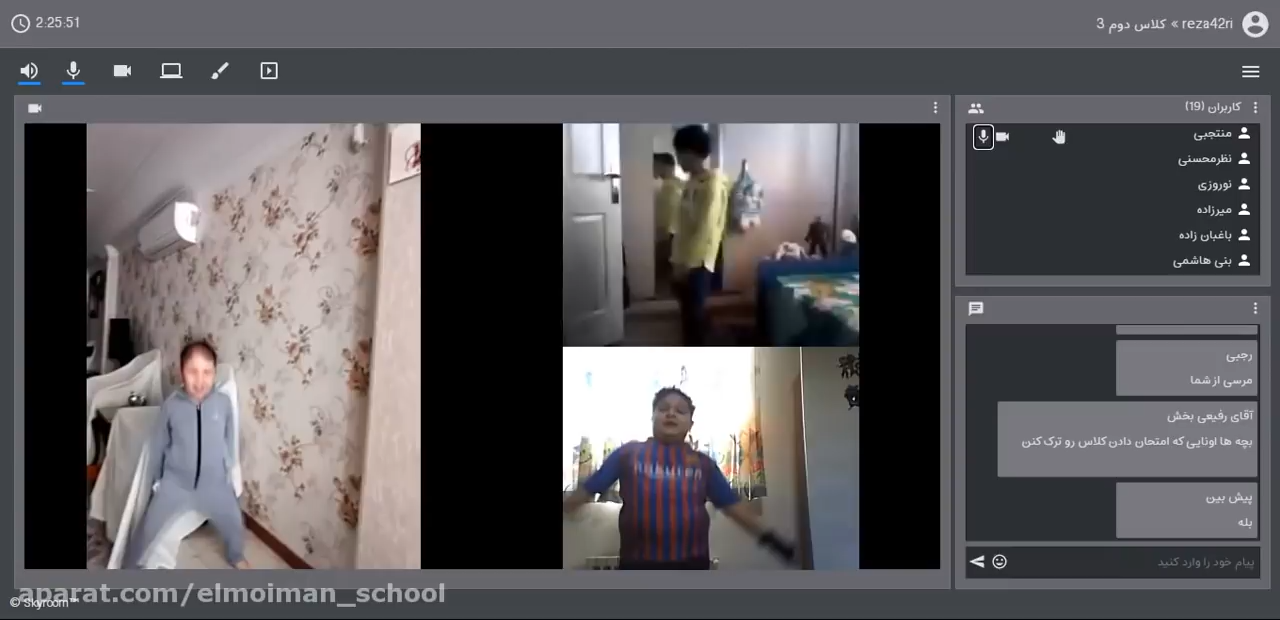 2:25:51
reza42ri » کلاس دوم 3
کاربران (19)
منتجبی
نظرمحسنی
نوروزی
میرزاده
باغبان زاده
بنی هاشمی
رجبی
مرسی از شما
آقای رفیعی بخش
بچه ها اونایی که امتحان دادن کلاس رو ترک کنن
پیش بین
بله
پیام خود را وارد کنید
aparat.com/elmoiman_school
© Skyroom™